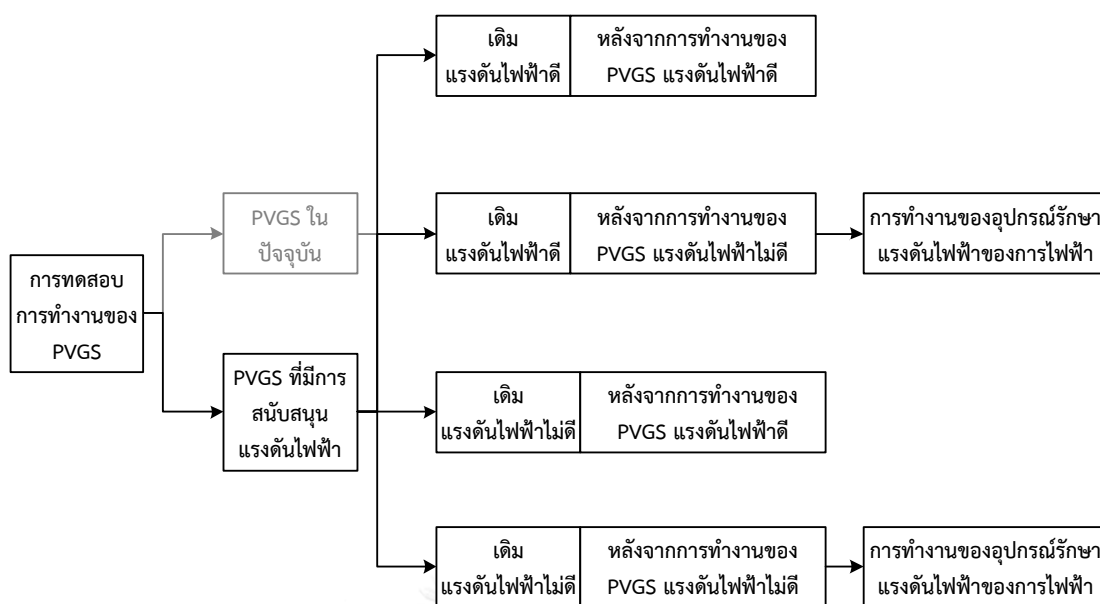 เดิม
แรงดันไฟฟ้าดี
หลังจากการทำงานของ
PVGS แรงดันไฟฟ้าดี
PVGS ใน
ปัจจุบัน
เดิม
แรงดันไฟฟ้าดี
หลังจากการทำงานของ
PVGS แรงดันไฟฟ้าไม่ดี
การทำงานของอุปกรณ์รักษา
แรงดันไฟฟ้าของการไฟฟ้า
การทดสอบ
การทำงานของ
PVGS
PVGS ที่มีการ
สนับสนุน
แรงดันไฟฟ้า
เดิม
แรงดันไฟฟ้าไม่ดี
หลังจากการทำงานของ
PVGS แรงดันไฟฟ้าดี
เดิม
แรงดันไฟฟ้าไม่ดี
หลังจากการทำงานของ
PVGS แรงดันไฟฟ้าไม่ดี
การทำงานของอุปกรณ์รักษา
แรงดันไฟฟ้าของการไฟฟ้า